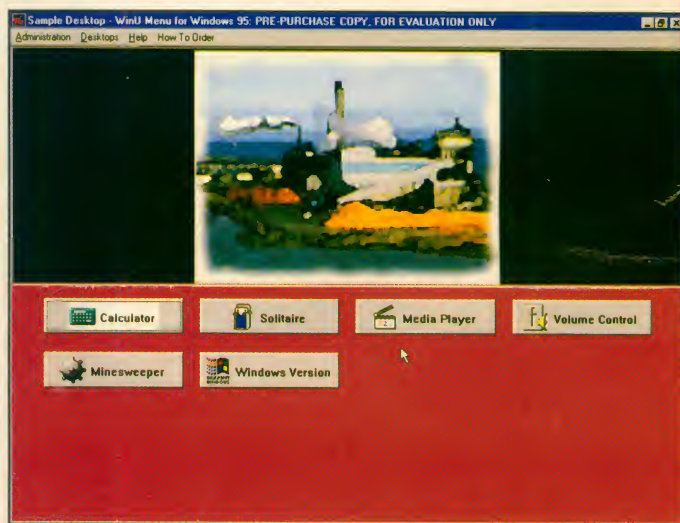 Sample Desktop - WinU Menu for Windows 95: PRE-PURCHASE COPY, FOR EVALUATION ONLY
Administration Desktops Help How To Order
Calculator Solitaire Media Player Volume Control
Minesweeper Windows Version